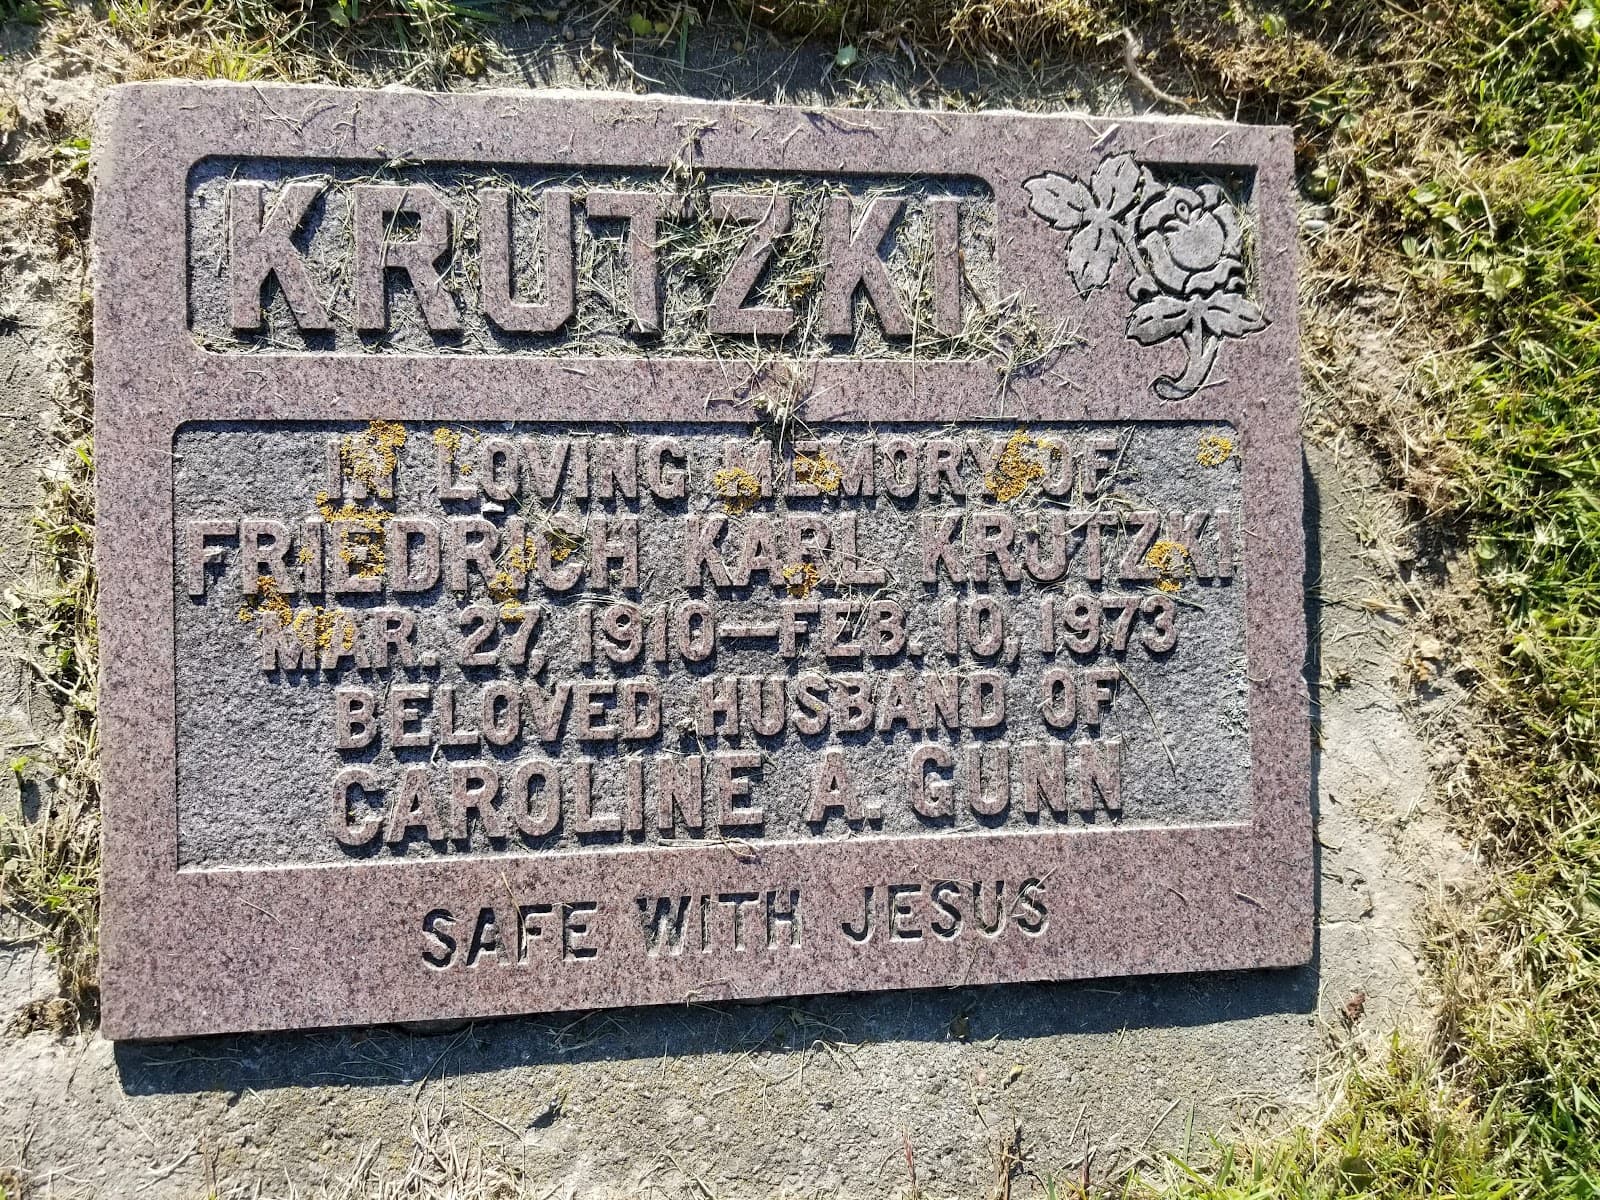 KRUTZKI
IN LOVING MEMORY OF
FRIEDRICH KARL KRUTZKI
MAR. 27, 1910—FEB. 10, 1973
BELOVED HUSBAND OF
CAROLINE A. GUNN
SAFE WITH JESUS